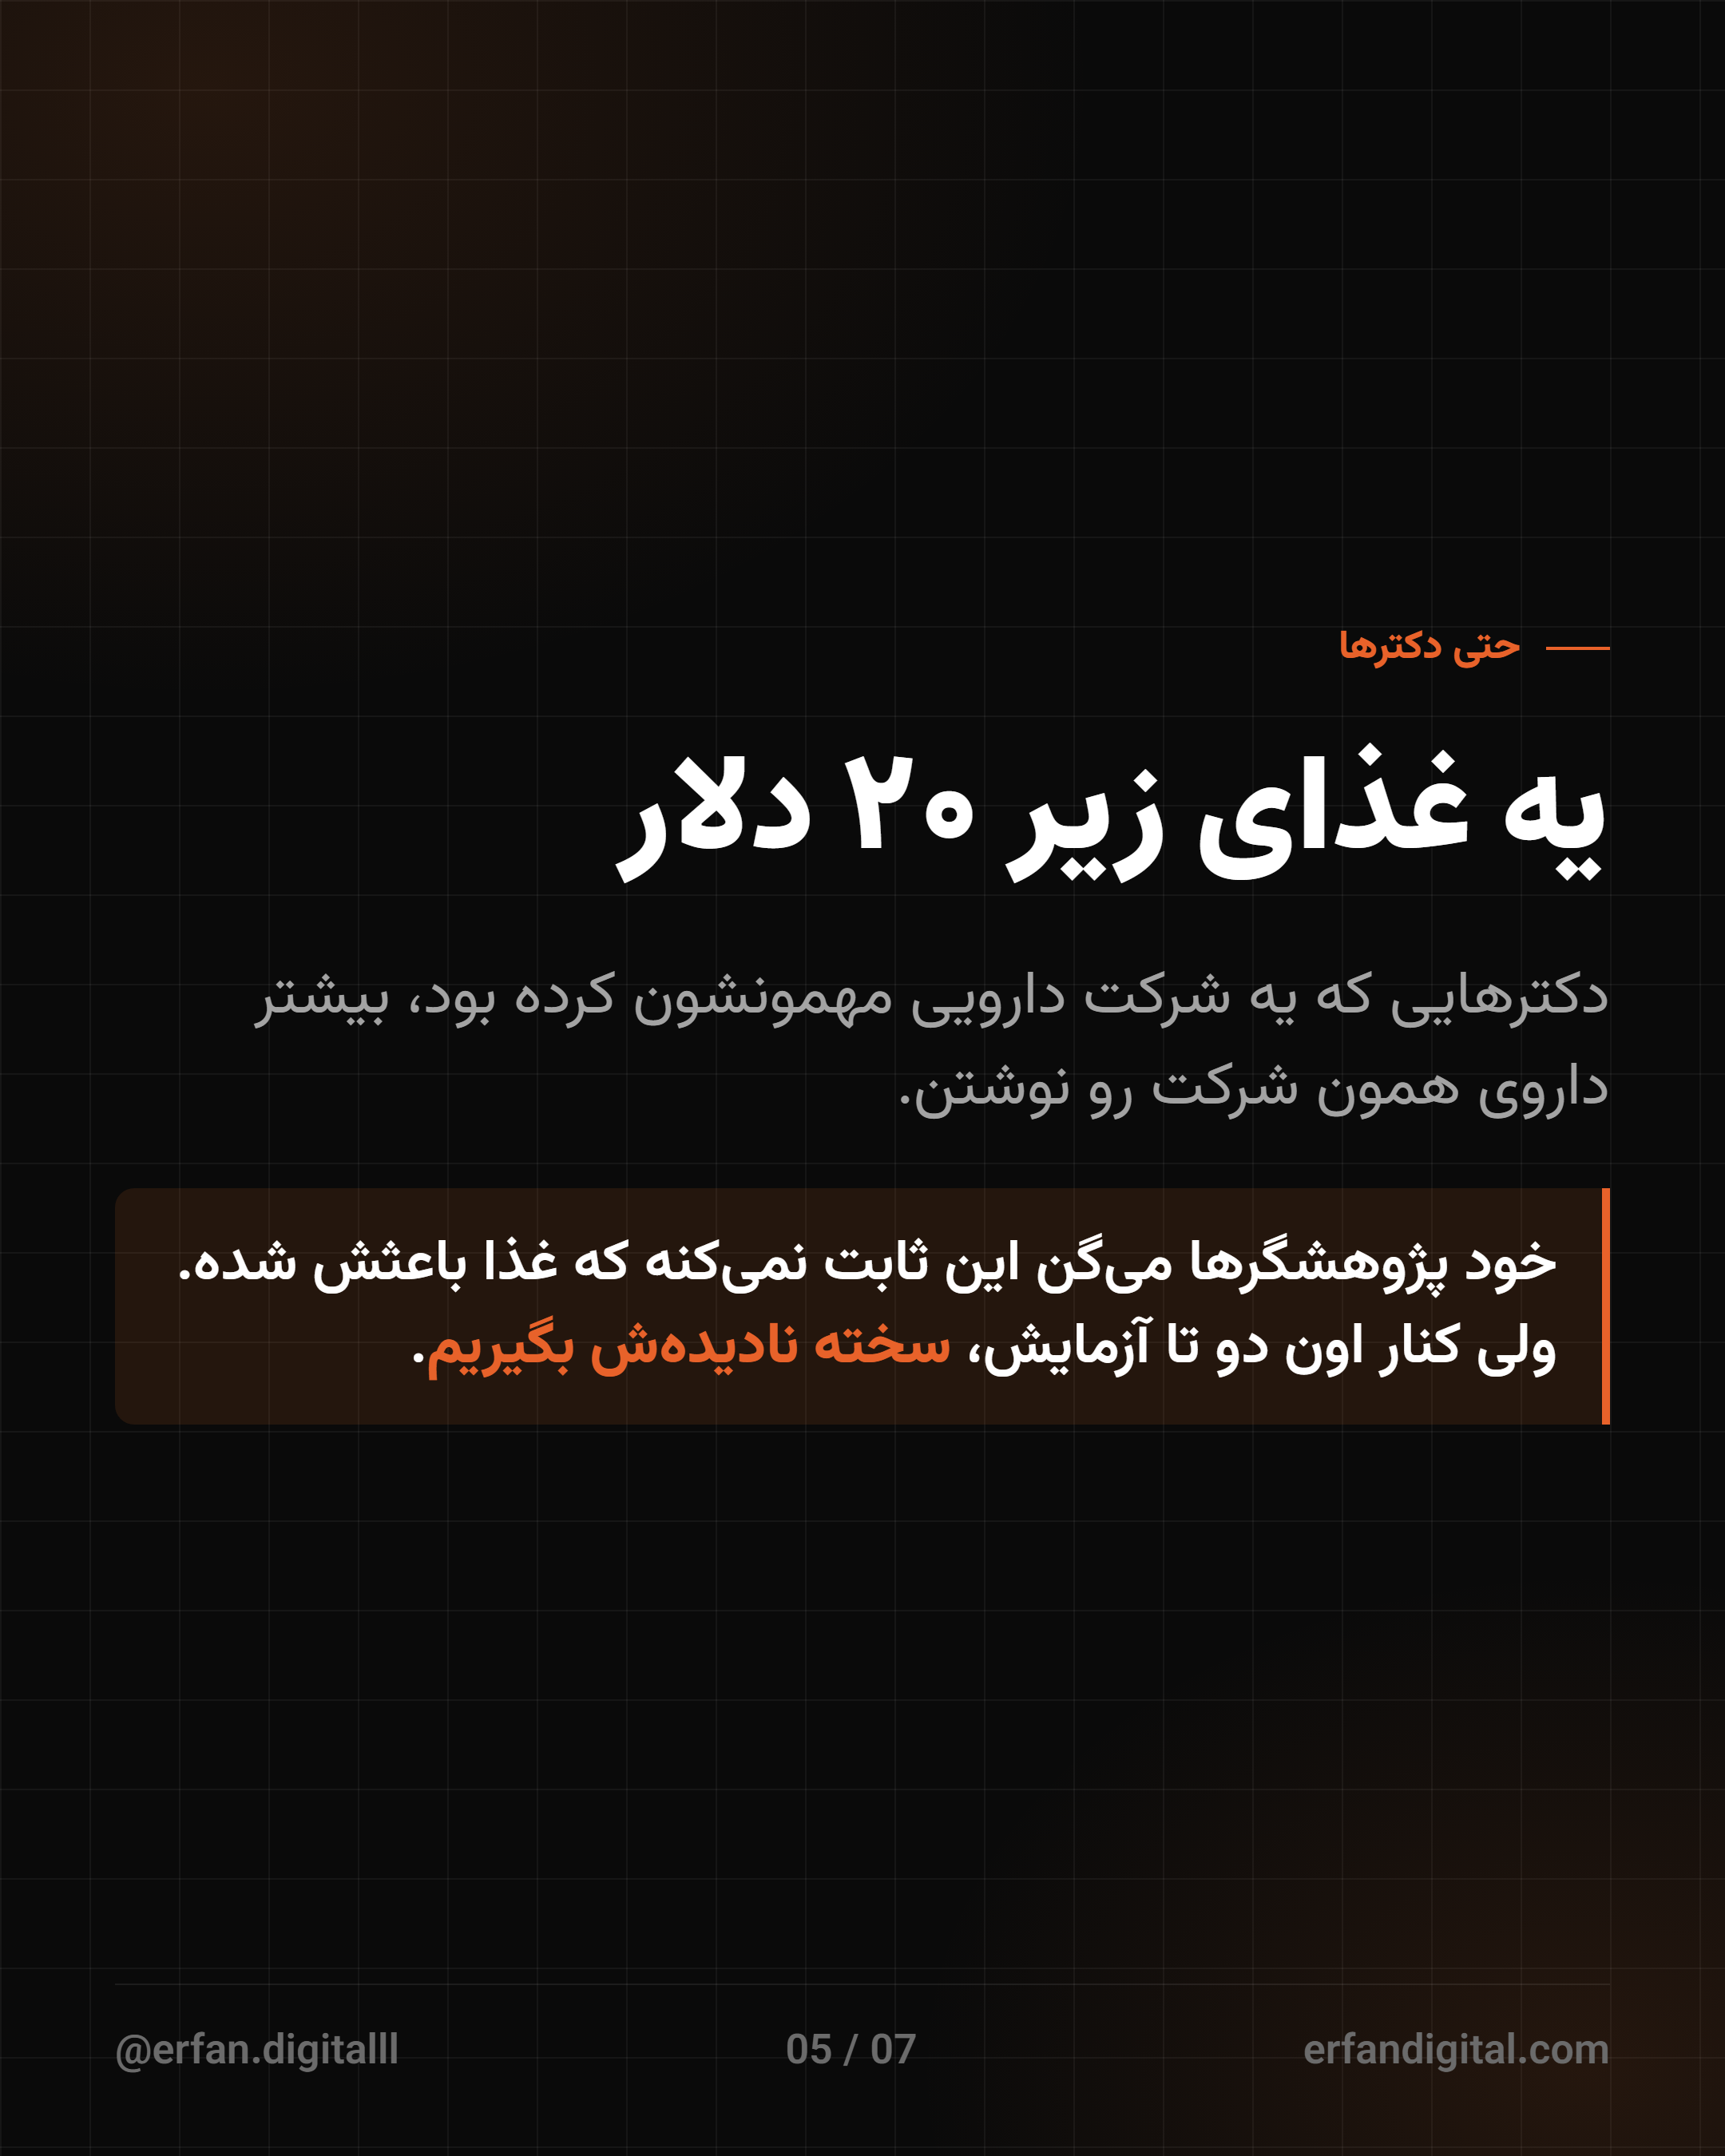 حتی دکترها
یه غذای زیر ۲۰ دلار
دکترهایی که یه شرکت دارویی مهمونشون کرده بود، بیشتر
داروی همون شرکت رو نوشتن.
خود پژوهشگرها می‌گن این ثابت نمی‌کنه که غذا باعثش شده.
ولی کنار اون دو تا آزمایش، سخته نادیده‌ش بگیریم.
@erfan.digitalll
05 / 07
erfandigital.com